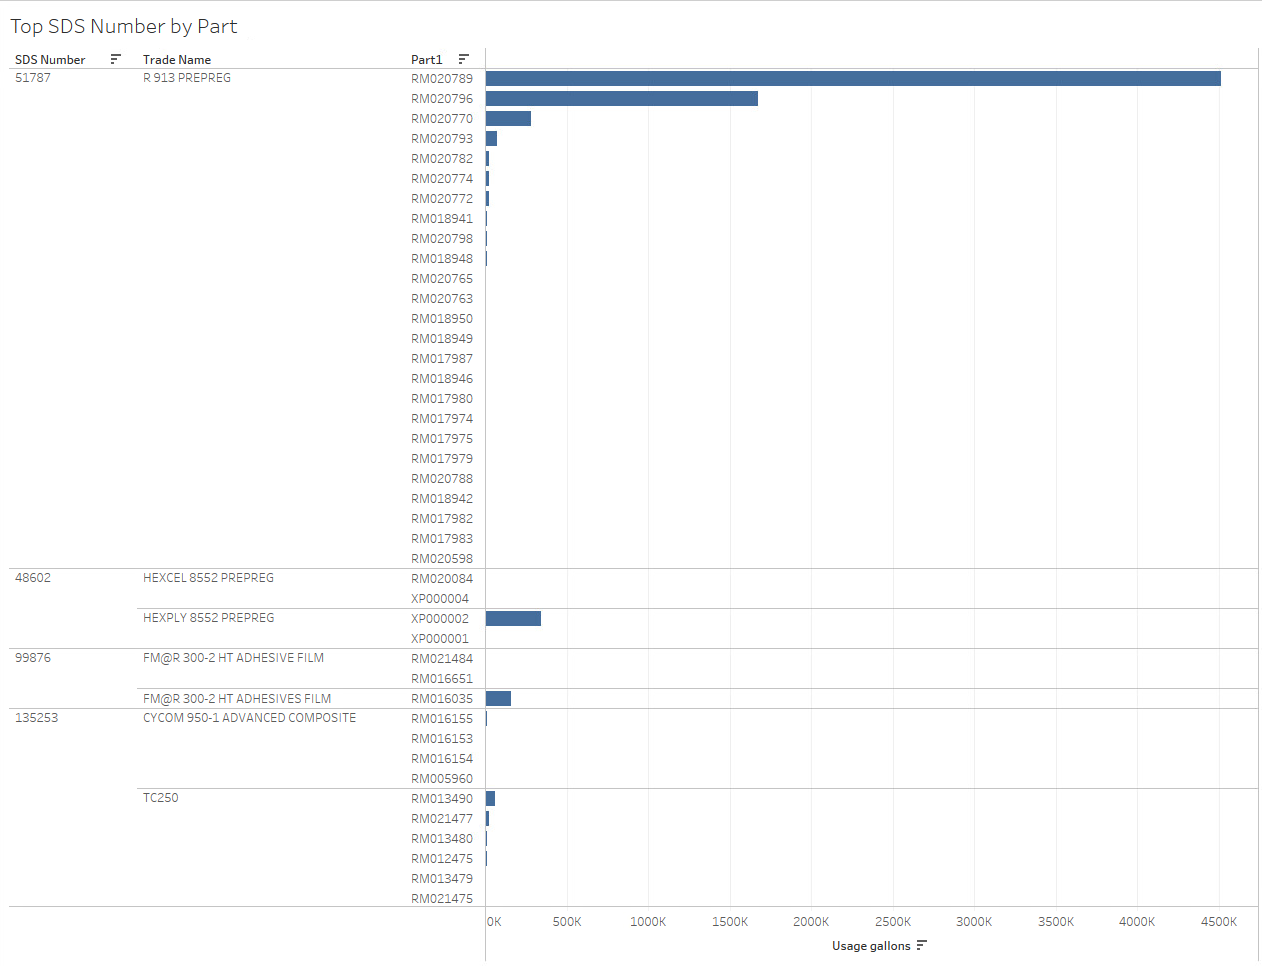 Top SDS Number by Part
SDS Number Trade Name Part1
51787 R 913 PREPREG RM020789
RM020796
RM020770
RM020793
RM020782
RM020774
RM020772
RM018941
RM020798
RM018948
RM020765
RM020763
RM018950
RM018949
RM017987
RM018946
RM017980
RM017974
RM017975
RM017979
RM020788
RM018942
RM017982
RM017983
RM020598
48602 HEXCEL 8552 PREPREG RM020084
XP000004
HEXPLY 8552 PREPREG XP000002
XP000001
99876 FM@R 300-2 HT ADHESIVE FILM RM021484
RM016651
FM@R 300-2 HT ADHESIVES FILM RM016035
135253 CYCOM 950-1 ADVANCED COMPOSITE RM016155
RM016153
RM016154
RM005960
TC250 RM013490
RM021477
RM013480
RM012475
RM013479
RM021475
0K 500K 1000K 1500K 2000K 2500K 3000K 3500K 4000K 4500K
Usage gallons